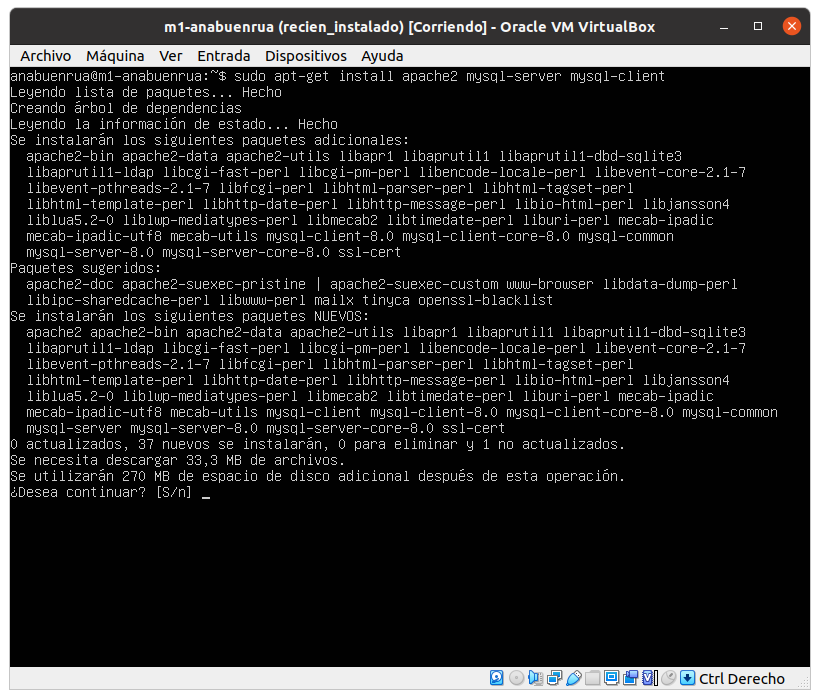 m1-anabuenrua (recien_instalado) [Corriendo] - Oracle VM VirtualBox
Archivo Máquina Ver Entrada Dispositivos Ayuda
anabuenrua@m1-anabuenrua:~$ sudo apt-get install apache2 mysql-server mysql-client
Leyendo lista de paquetes... Hecho
Creando árbol de dependencias
Leyendo la información de estado... Hecho
Se instalarán los siguientes paquetes adicionales:
apache2-bin apache2-data apache2-utils libapr1 libaprutil1 libaprutil1-dbd-sqlite3
libaprutil1-ldap libcgi-fast-perl libcgi-pm-perl libencode-locale-perl libevent-core-2.1-7
libevent-pthreads-2.1-7 libfcgi-perl libhtml-parser-perl libhtml-tagset-perl
libhtml-template-perl libhttp-date-perl libhttp-message-perl libio-html-perl libjansson4
liblua5.2-0 liblwp-mediatypes-perl libmecab2 libtimedate-perl liburi-perl mecab-ipadic
mecab-ipadic-utf8 mecab-utils mysql-client-8.0 mysql-client-core-8.0 mysql-common
mysql-server-8.0 mysql-server-core-8.0 ssl-cert
Paquetes sugeridos:
apache2-doc apache2-suexec-pristine | apache2-suexec-custom www-browser libdata-dump-perl
libipc-sharedcache-perl libwww-perl mailx tinyca openssl-blacklist
Se instalarán los siguientes paquetes NUEVOS:
apache2 apache2-bin apache2-data apache2-utils libapr1 libaprutil1 libaprutil1-dbd-sqlite3
libaprutil1-ldap libcgi-fast-perl libcgi-pm-perl libencode-locale-perl libevent-core-2.1-7
libevent-pthreads-2.1-7 libfcgi-perl libhtml-parser-perl libhtml-tagset-perl
libhtml-template-perl libhttp-date-perl libhttp-message-perl libio-html-perl libjansson4
liblua5.2-0 liblwp-mediatypes-perl libmecab2 libtimedate-perl liburi-perl mecab-ipadic
mecab-ipadic-utf8 mecab-utils mysql-client mysql-client-8.0 mysql-client-core-8.0 mysql-common
mysql-server mysql-server-8.0 mysql-server-core-8.0 ssl-cert
0 actualizados, 37 nuevos se instalarán, 0 para eliminar y 1 no actualizados.
Se necesita descargar 33,3 MB de archivos.
Se utilizarán 270 MB de espacio de disco adicional después de esta operación.
¿Desea continuar? [S/n] _
Ctrl Derecho